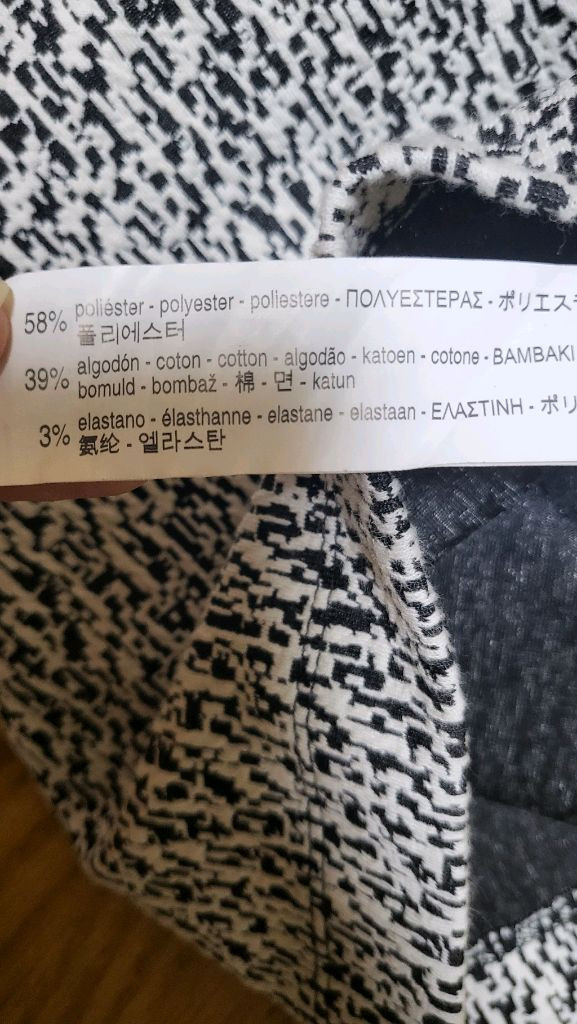 58% poliéster - polyester - poliestere - ΠΟΛΥΕΣΤΕΡΑΣ - ポリエス
폴리에스터
39% algodón - coton - cotton - algodão - katoen - cotone - ΒΑΜΒΑΚΙ
bomuld - bombaž - 棉 - 면 - katun
3% elastano - élasthanne - elastane - elastaan - ΕΛΑΣΤΙΝΗ - ポリ
氨纶 - 엘라스탄